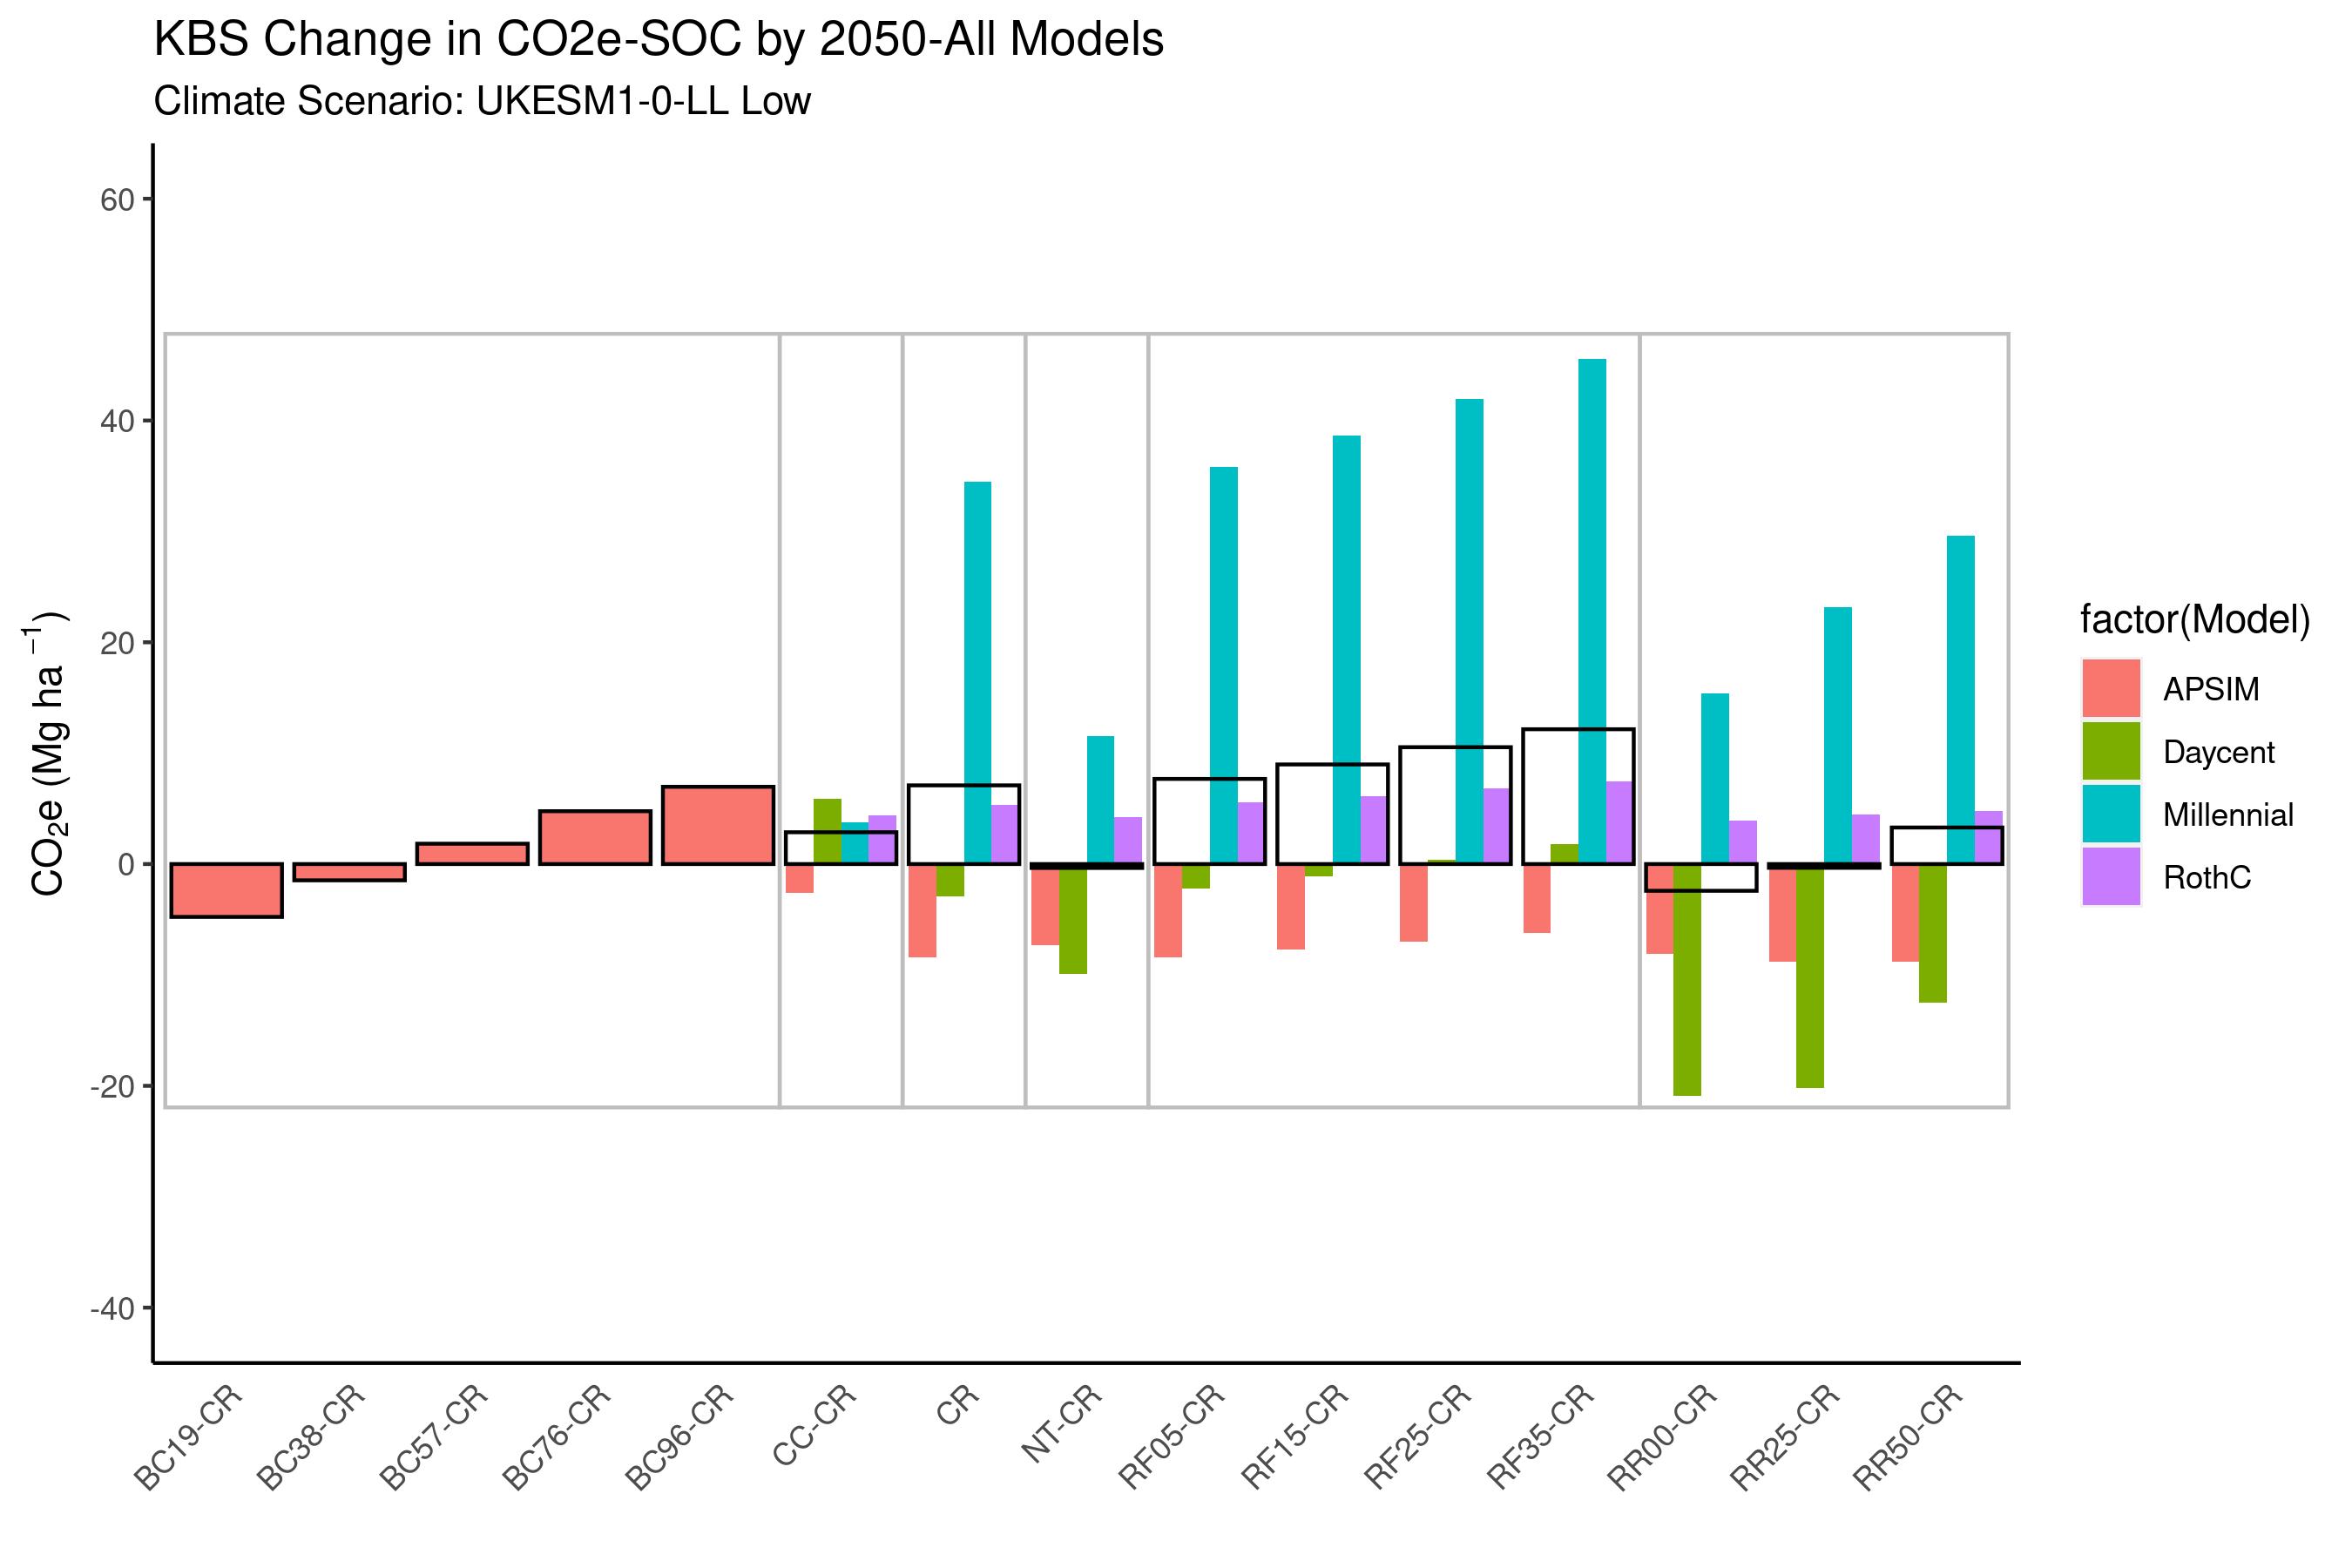 KBS Change in CO2e-SOC by 2050-All Models
Climate Scenario: UKESM1-0-LL Low
CO₂e (Mg ha ⁻¹)
60
40
20
0
-20
-40
BC19-CR
BC38-CR
BC57-CR
BC76-CR
BC96-CR
CC-CR
CR
NT-CR
RF05-CR
RF15-CR
RF25-CR
RF35-CR
RR00-CR
RR25-CR
RR50-CR
factor(Model)
APSIM
Daycent
Millennial
RothC